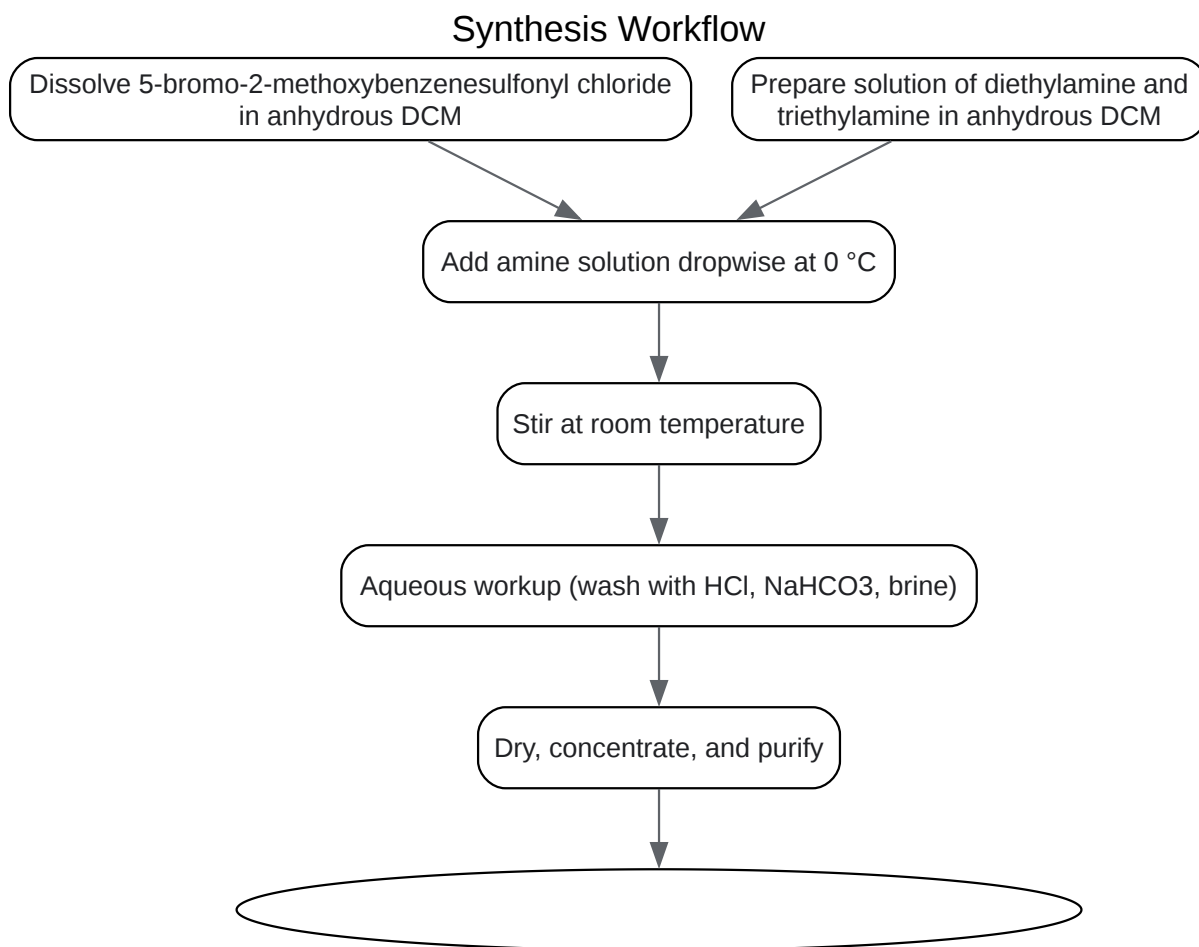 Synthesis Workflow
Dissolve 5-bromo-2-methoxybenzenesulfonyl chloride
in anhydrous DCM
Prepare solution of diethylamine and
triethylamine in anhydrous DCM
Add amine solution dropwise at 0 °C
Stir at room temperature
Aqueous workup (wash with HCl, NaHCO3, brine)
Dry, concentrate, and purify